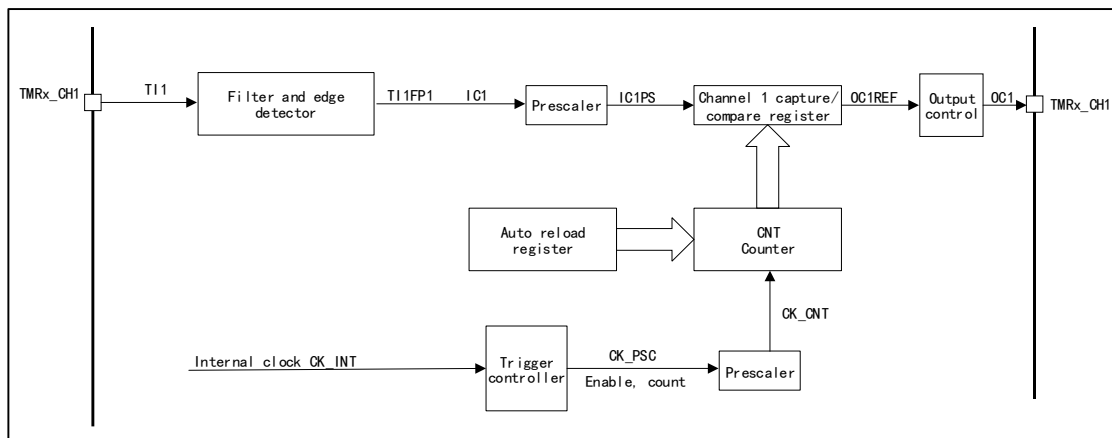 TMRx_CH1
TI1
Filter and edge
detector
TI1FP1
IC1
Prescaler
IC1PS
Channel 1 capture/
compare register
OC1REF
Output
control
OC1
TMRx_CH1
Auto reload
register
CNT
Counter
CK_CNT
Internal clock CK_INT
Trigger
controller
CK_PSC
Enable, count
Prescaler